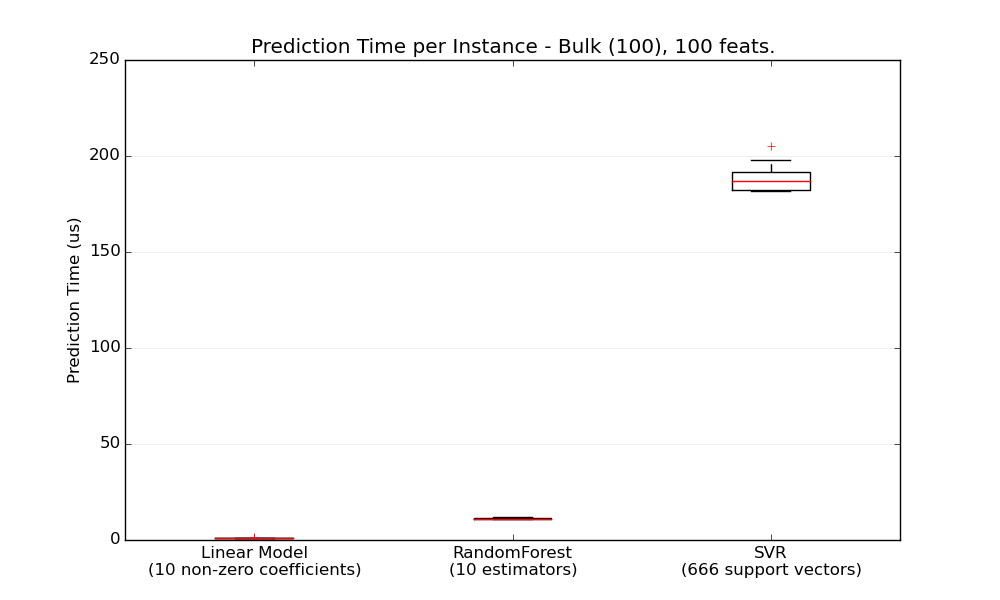 Prediction Time per Instance - Bulk (100), 100 feats.
250
200
150
100
50
0
Prediction Time (us)
Linear Model
(10 non-zero coefficients)
RandomForest
(10 estimators)
SVR
(666 support vectors)